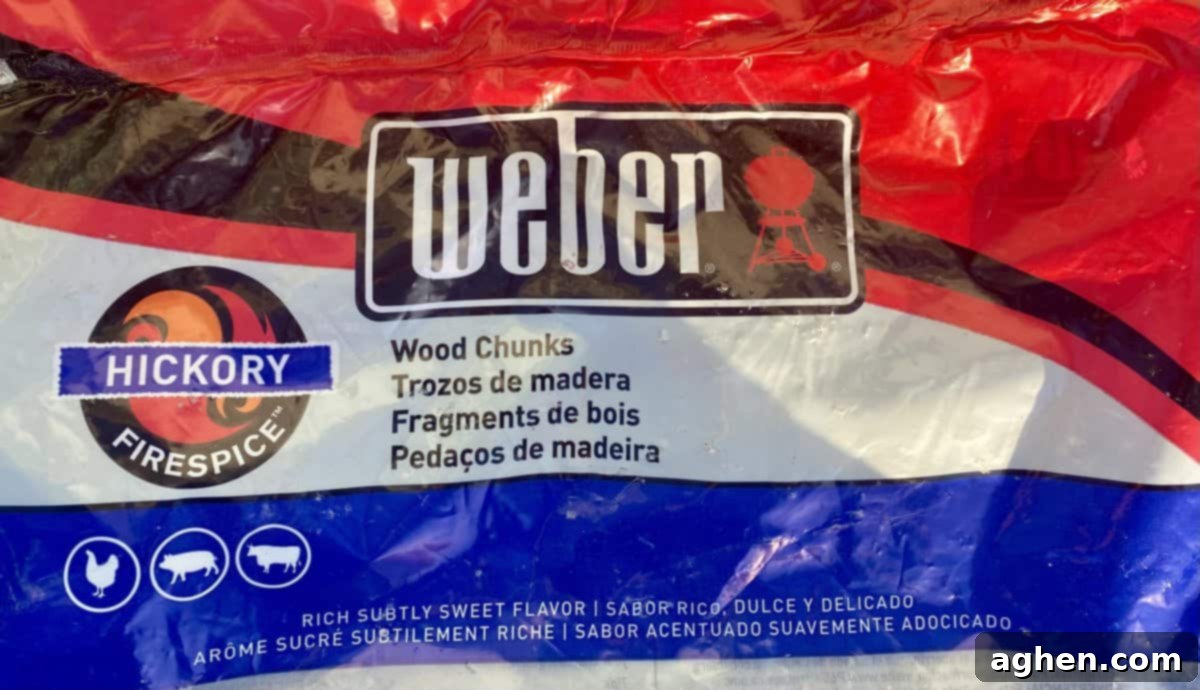 weber
HICKORY
FIRESPICE™
Wood Chunks
Trozos de madera
Fragments de bois
Pedaços de madeira
RICH SUBTLY SWEET FLAVOR | SABOR RICO, DULCE Y DELICADO
ARÔME SUCRÉ SUBTILEMENT RICHE | SABOR ACENTUADO SUAVEMENTE ADOCICADO
aghen.com